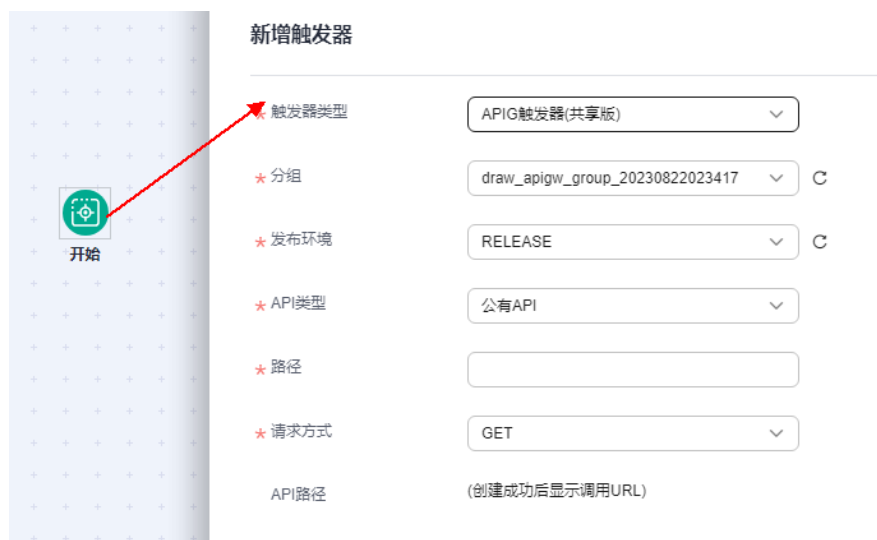 新增触发器
* 触发器类型 APIG触发器(共享版)
* 分组 draw_apigw_group_20230822023417
开始
* 发布环境 RELEASE
* API类型 公有API
* 路径
* 请求方式 GET
API路径 (创建成功后显示调用URL)